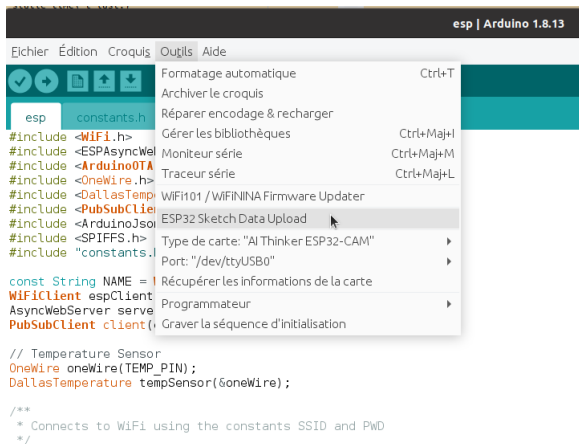 esp | Arduino 1.8.13
Fichier Édition Croquis Outils Aide
Formatage automatique Ctrl+T
Archiver le croquis
Réparer encodage & recharger
Gérer les bibliothèques Ctrl+Maj+I
Moniteur série Ctrl+Maj+M
Traceur série Ctrl+Maj+L
WiFi101 / WiFiNINA Firmware Updater
ESP32 Sketch Data Upload
Type de carte: "AI Thinker ESP32-CAM"
Port: "/dev/ttyUSB0"
Récupérer les informations de la carte
Programmateur
Graver la séquence d'initialisation
esp constants.h
#include <WiFi.h>
#include <ESPAsyncWe
#include <ArduinoOTA
#include <OneWire.h>
#include <DallasTemp
#include <PubSubClie
#include <ArduinoJso
#include <SPIFFS.h>
#include "constants.
const String NAME =
WiFiClient espClient
AsyncWebServer serve
PubSubClient client(
// Temperature Sensor
OneWire oneWire(TEMP_PIN);
DallasTemperature tempSensor(&oneWire);
/**
* Connects to WiFi using the constants SSID and PWD
*/